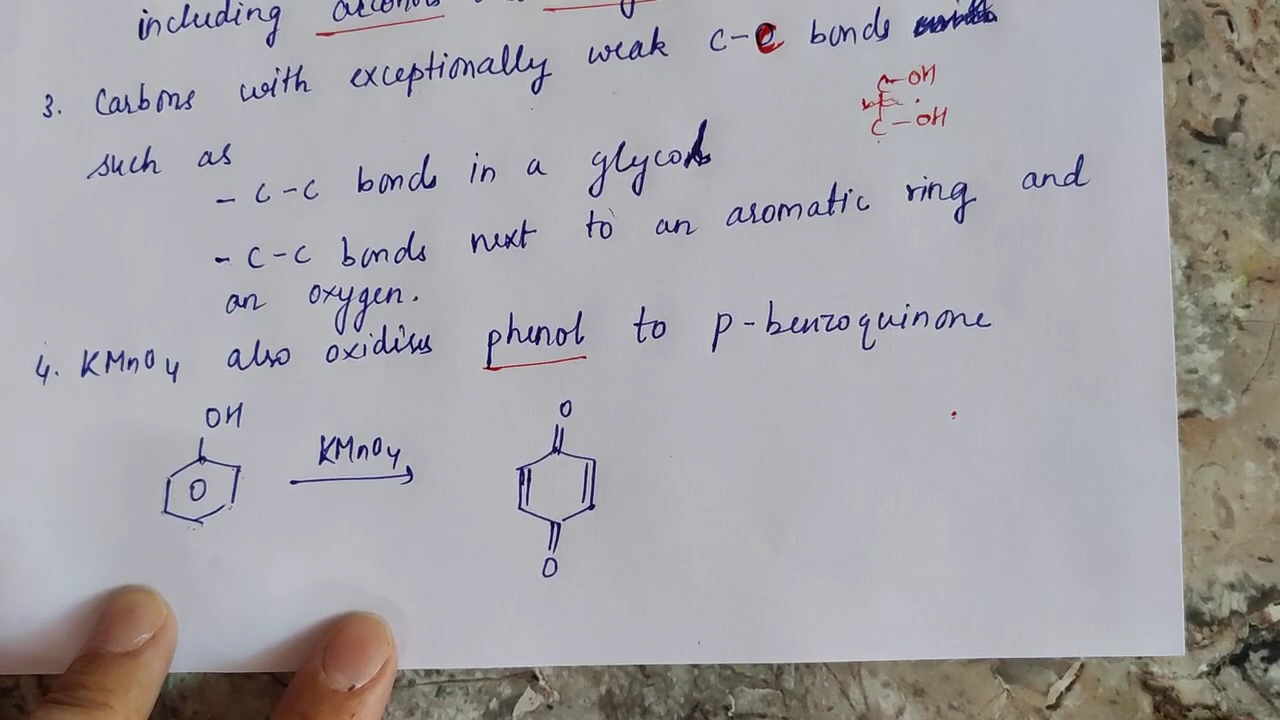 including alcohols
3. Carbons with exceptionally weak C-C bonds
C-OH
C-OH
such as
- C-C bonds in a glycol
- C-C bonds next to an aromatic ring and
an oxygen.
4. KMnO4 also oxidises phenol to p-benzoquinone
OH
KMnO4
O
O
O